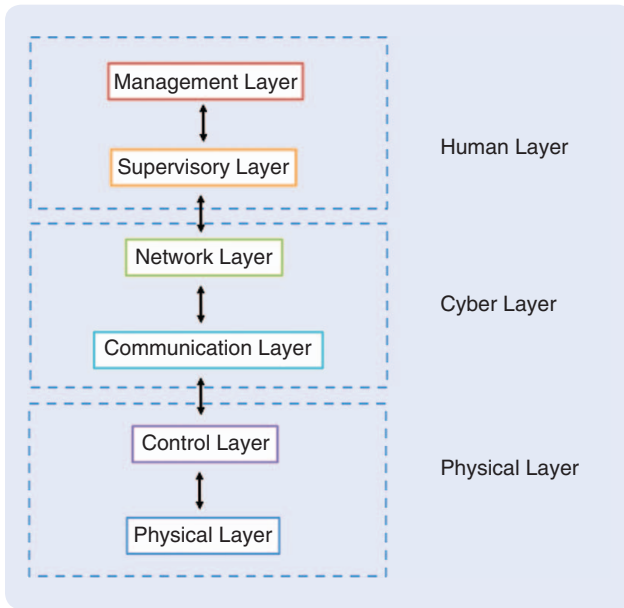 Management Layer
Supervisory Layer
Human Layer
Network Layer
Cyber Layer
Communication Layer
Control Layer
Physical Layer
Physical Layer